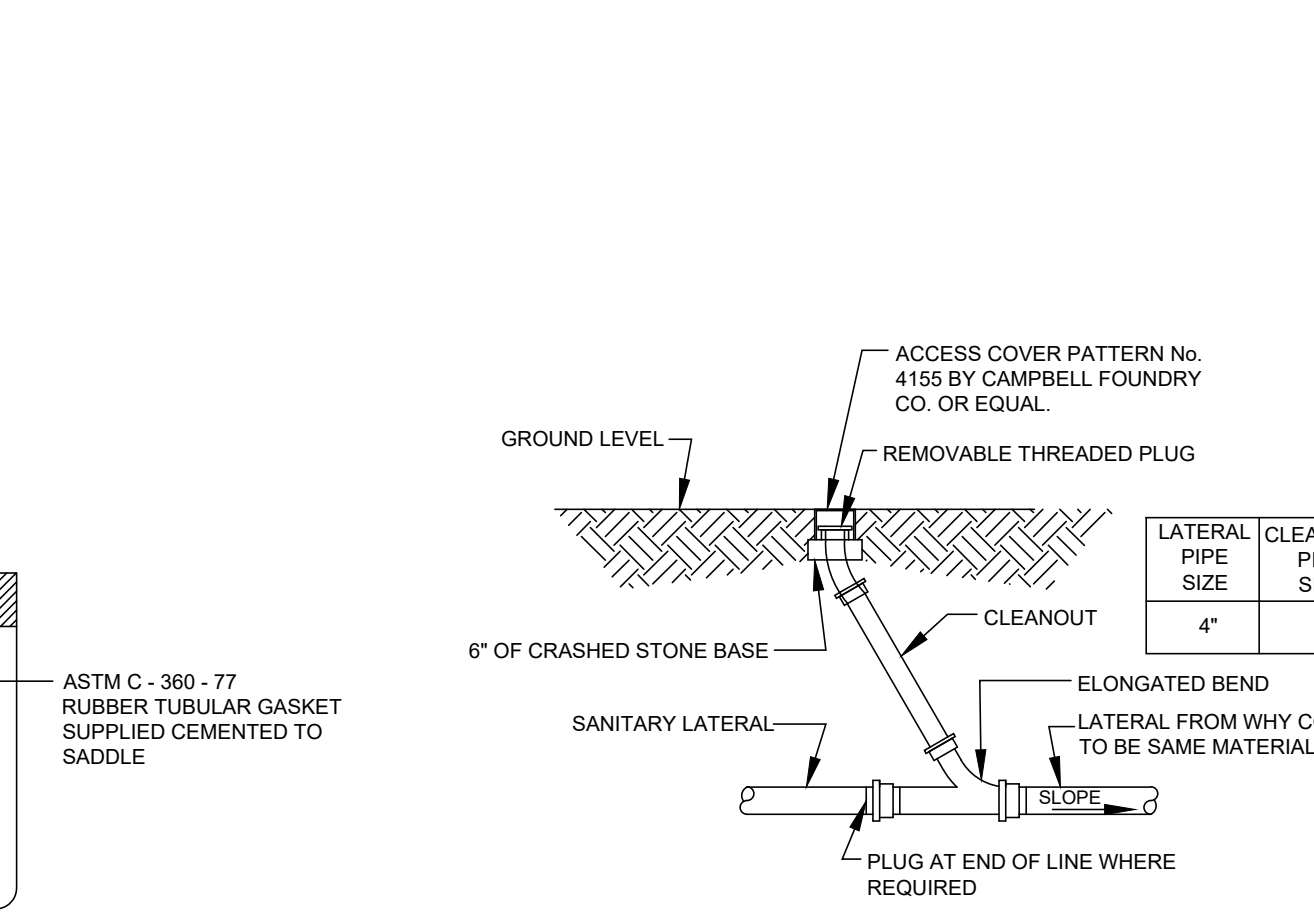 ACCESS COVER PATTERN No.
4155 BY CAMPBELL FOUNDRY
CO. OR EQUAL.
GROUND LEVEL
REMOVABLE THREADED PLUG
LATERAL
PIPE
SIZE
4"
CLEANOUT
6" OF CRASHED STONE BASE
ASTM C - 360 - 77
RUBBER TUBULAR GASKET
SUPPLIED CEMENTED TO
SADDLE
ELONGATED BEND
SANITARY LATERAL
LATERAL FROM WHY
TO BE SAME MATERIAL
SLOPE
PLUG AT END OF LINE WHERE
REQUIRED